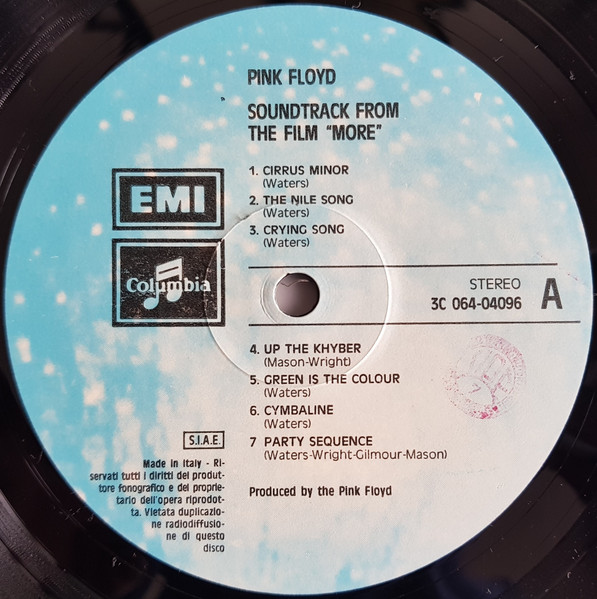 PINK FLOYD
SOUNDTRACK FROM
THE FILM "MORE"
1. CIRRUS MINOR
(Waters)
2. THE NILE SONG
(Waters)
3. CRYING SONG
(Waters)
EMI
Columbia
STEREO
3C 064-04096
A
4. UP THE KHYBER
(Mason-Wright)
5. GREEN IS THE COLOUR
(Waters)
6. CYMBALINE
(Waters)
7 PARTY SEQUENCE
(Waters-Wright-Gilmour-Mason)
S.I.A.E.
Made in Italy - Ri-
servati tutti i diritti del produt-
tore fonografico e del proprie-
tario dell'opera riprodot-
ta. Vietata duplicazio-
ne radiodiffusio-
ne di questo
disco
Produced by the Pink Floyd